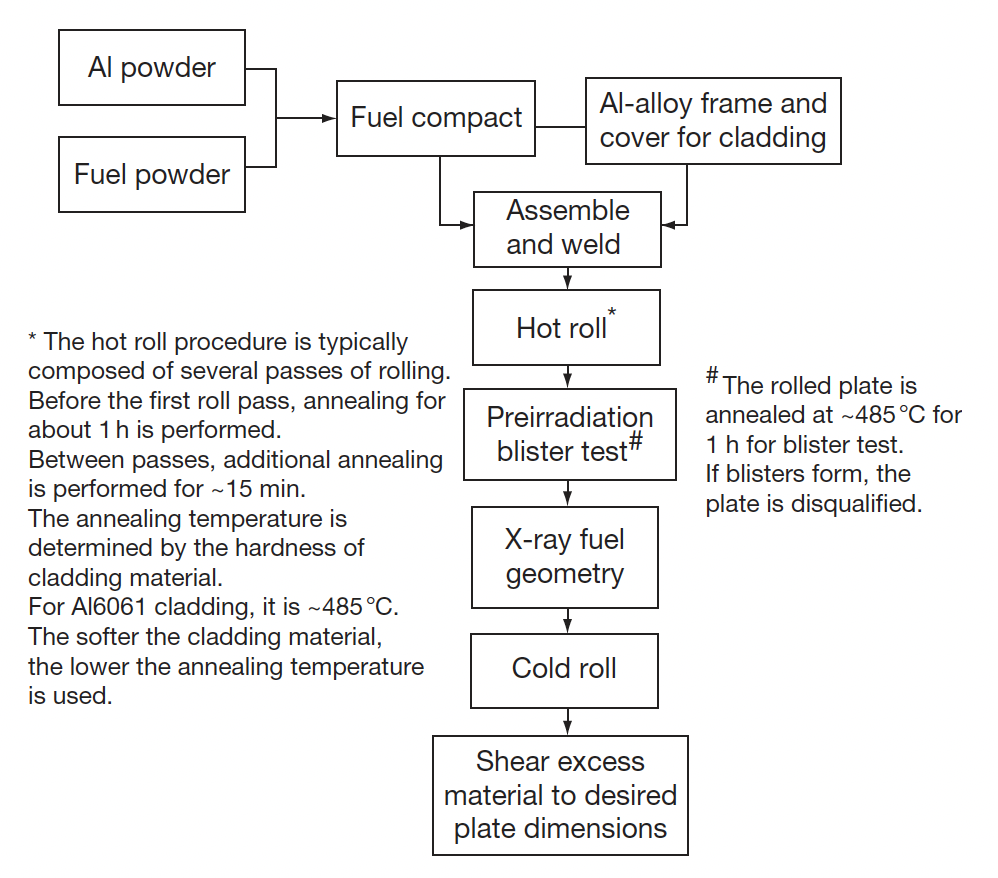 Al powder
Fuel powder
Fuel compact
Al-alloy frame and
cover for cladding
Assemble
and weld
Hot roll*
Preirradiation
blister test#
X-ray fuel
geometry
Cold roll
Shear excess
material to desired
plate dimensions
* The hot roll procedure is typically
composed of several passes of rolling.
Before the first roll pass, annealing for
about 1 h is performed.
Between passes, additional annealing
is performed for ~15 min.
The annealing temperature is
determined by the hardness of
cladding material.
For Al6061 cladding, it is ~485 °C.
The softer the cladding material,
the lower the annealing temperature
is used.
# The rolled plate is
annealed at ~485 °C for
1 h for blister test.
If blisters form, the
plate is disqualified.